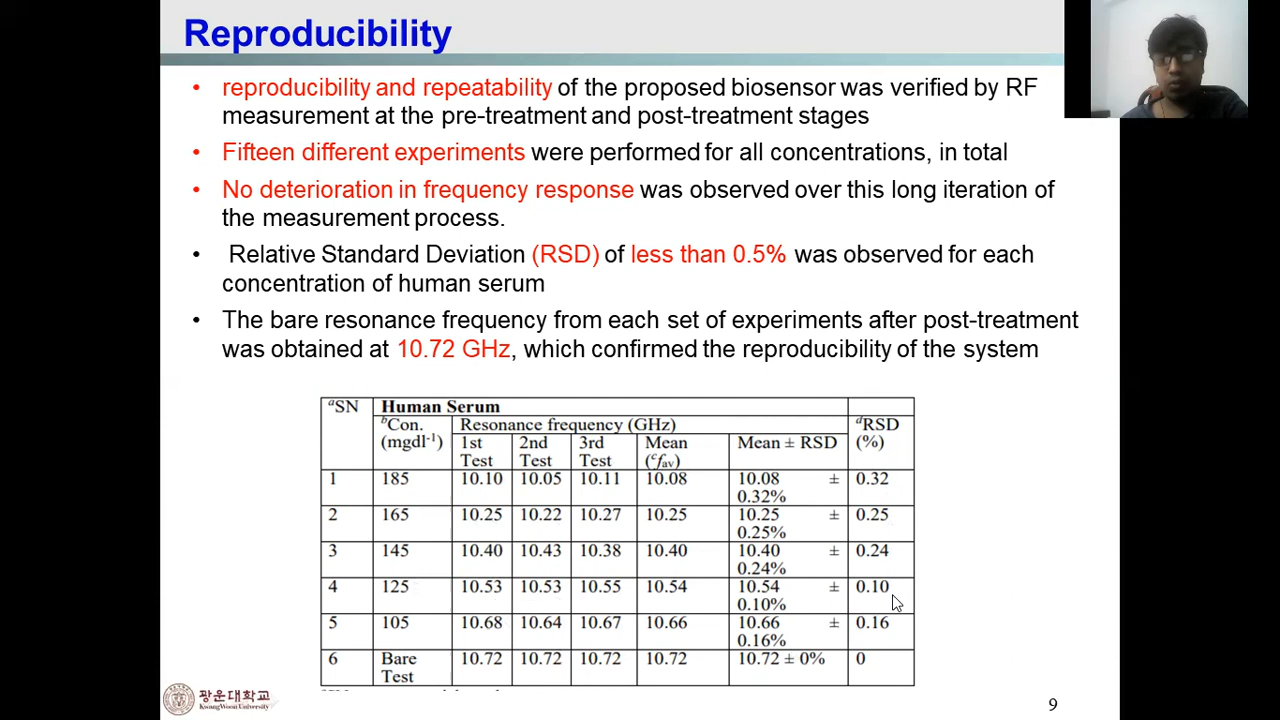 Reproducibility
• reproducibility and repeatability of the proposed biosensor was verified by RF
measurement at the pre-treatment and post-treatment stages
• Fifteen different experiments were performed for all concentrations, in total
• No deterioration in frequency response was observed over this long iteration of
the measurement process.
• Relative Standard Deviation (RSD) of less than 0.5% was observed for each
concentration of human serum
• The bare resonance frequency from each set of experiments after post-treatment
was obtained at 10.72 GHz, which confirmed the reproducibility of the system
aSN Human Serum
bCon. Resonance frequency (GHz) dRSD
(mgdl-1) 1st 2nd 3rd Mean Mean ± RSD (%)
Test Test Test (cfav)
1 185 10.10 10.05 10.11 10.08 10.08 ± 0.32
0.32%
2 165 10.25 10.22 10.27 10.25 10.25 ± 0.25
0.25%
3 145 10.40 10.43 10.38 10.40 10.40 ± 0.24
0.24%
4 125 10.53 10.53 10.55 10.54 10.54 ± 0.10
0.10%
5 105 10.68 10.64 10.67 10.66 10.66 ± 0.16
0.16%
6 Bare 10.72 10.72 10.72 10.72 10.72 ± 0% 0
Test
광운대학교
KwangWoon University
9